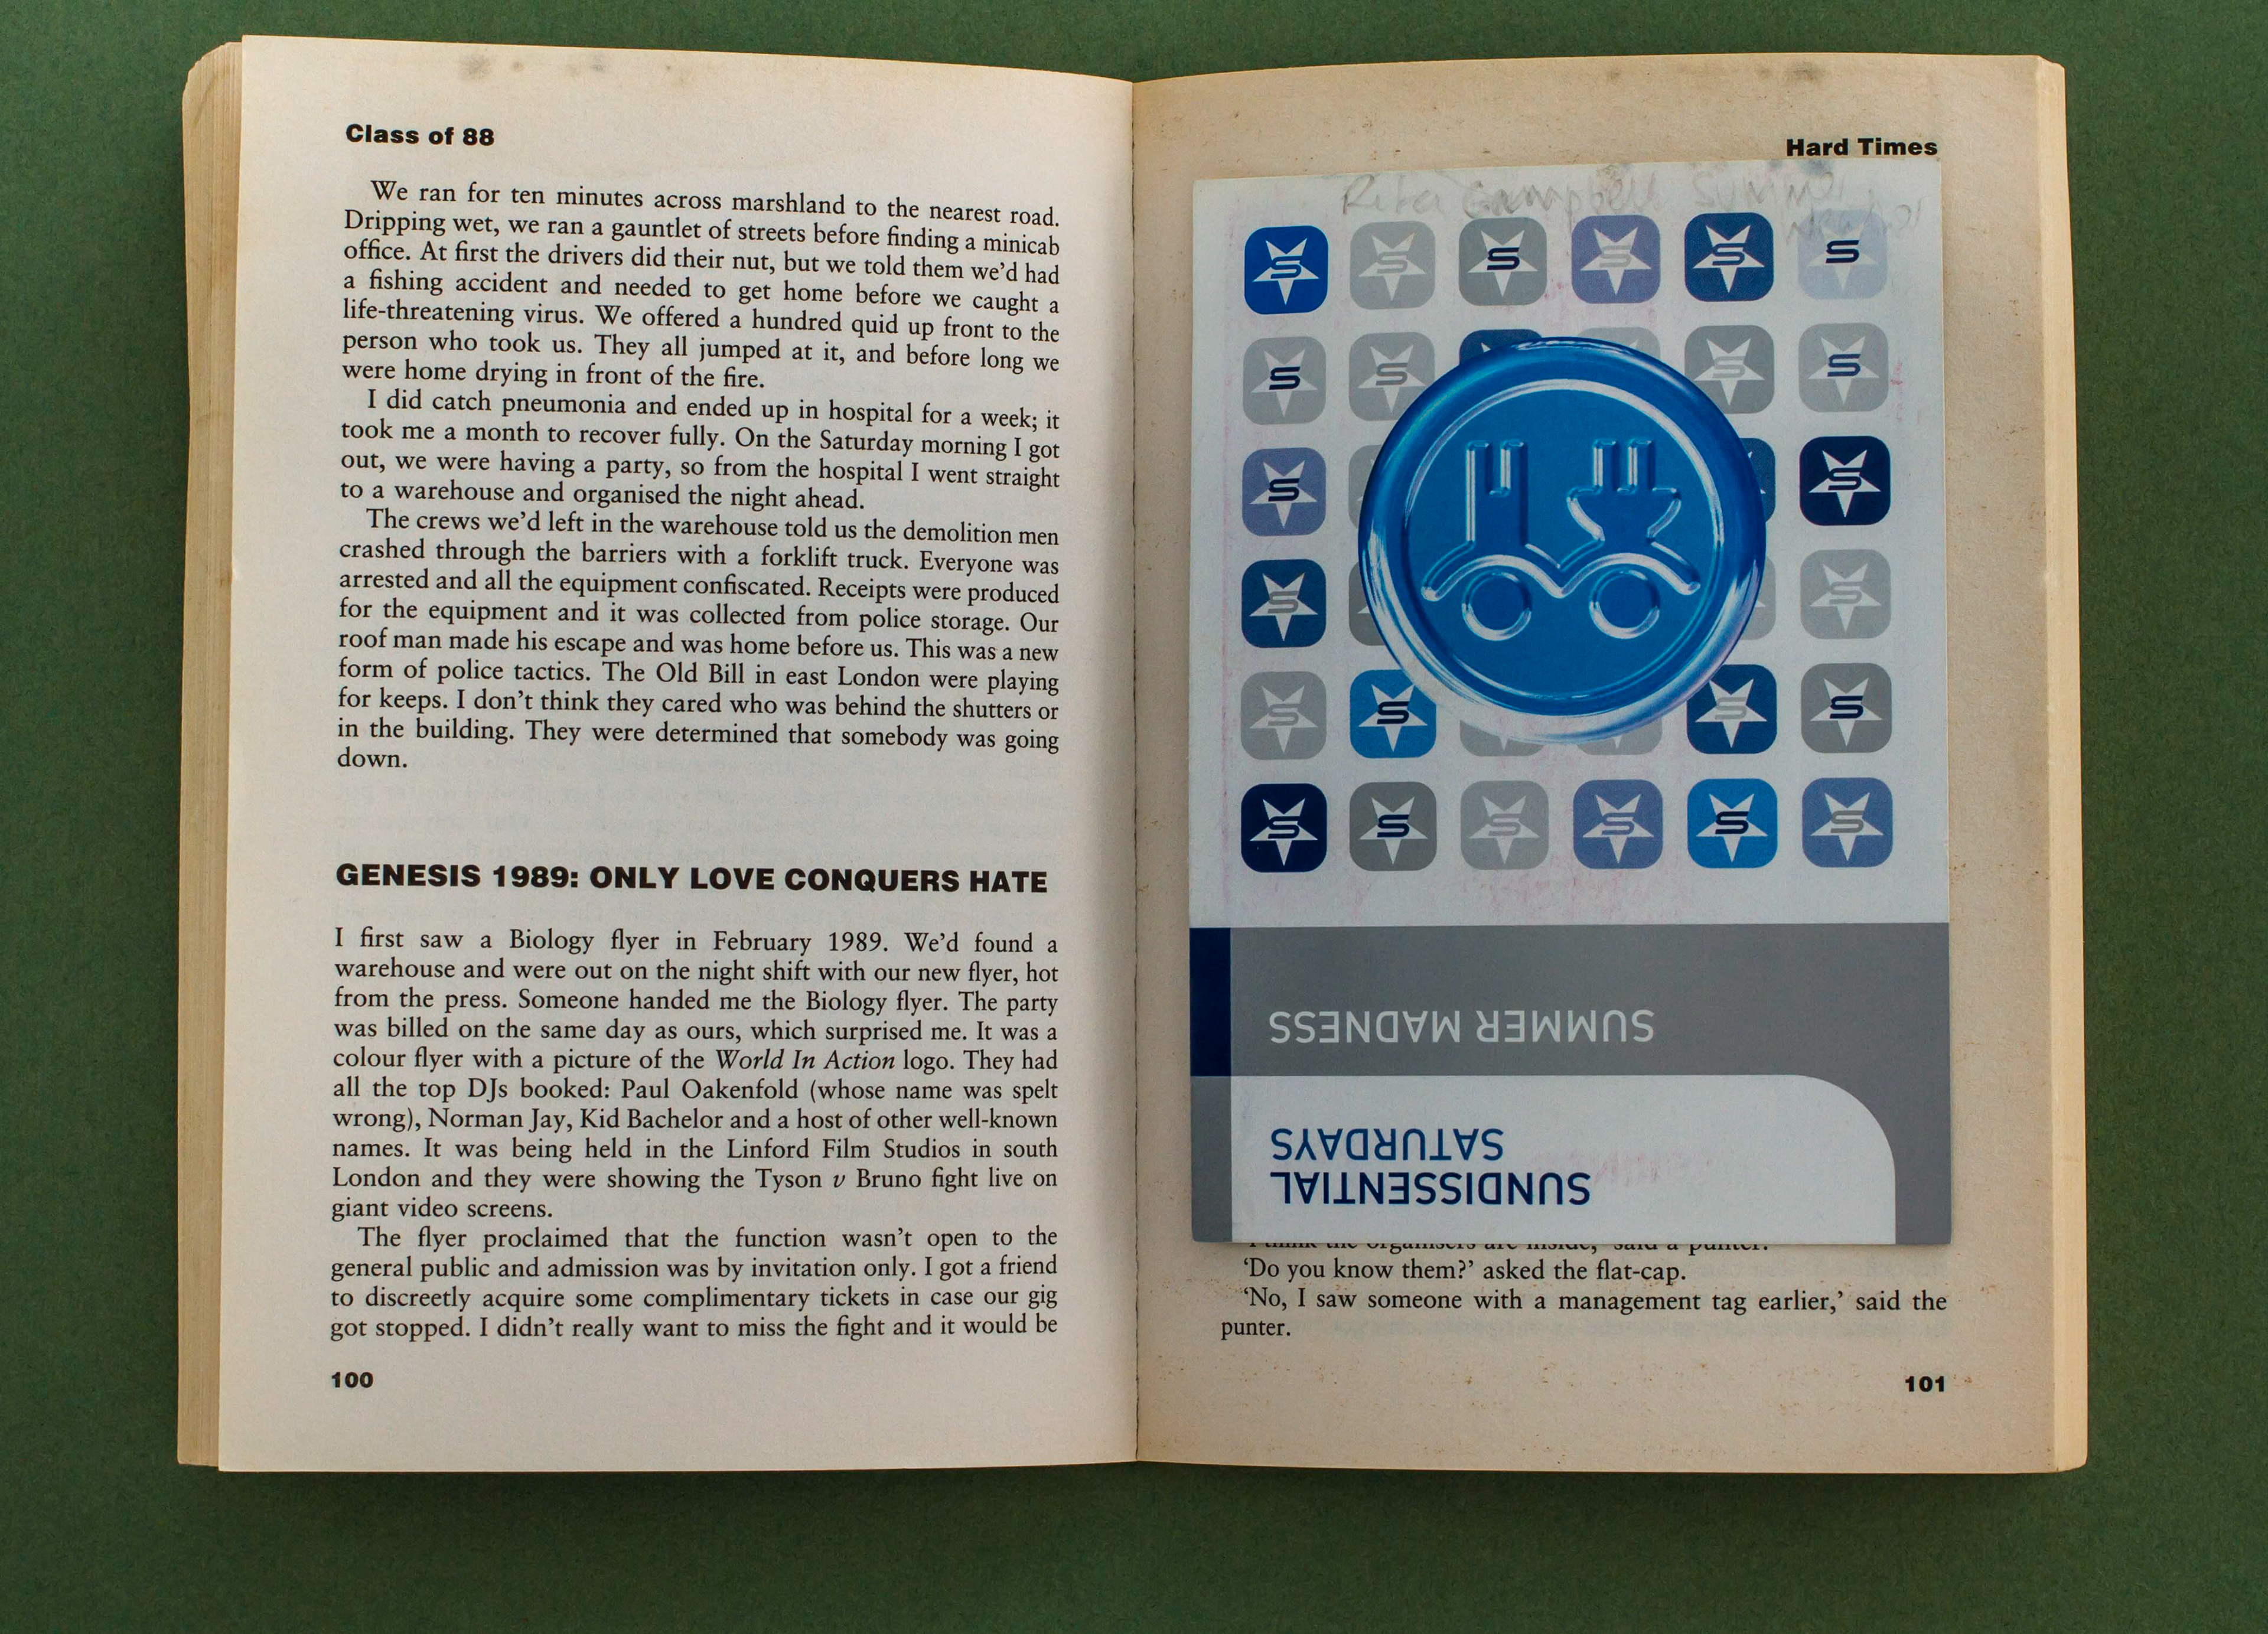 Class of 88
We ran for ten minutes across marshland to the nearest road.
Dripping wet, we ran a gauntlet of streets before finding a minicab
office. At first the drivers did their nut, but we told them we’d had
a fishing accident and needed to get home before we caught a
life-threatening virus. We offered a hundred quid up front to the
person who took us. They all jumped at it, and before long we
were home drying in front of the fire.
I did catch pneumonia and ended up in hospital for a week; it
took me a month to recover fully. On the Saturday morning I got
out, we were having a party, so from the hospital I went straight
to a warehouse and organised the night ahead.
The crews we’d left in the warehouse told us the demolition men
crashed through the barriers with a forklift truck. Everyone was
arrested and all the equipment confiscated. Receipts were produced
for the equipment and it was collected from police storage. Our
roof man made his escape and was home before us. This was a new
form of police tactics. The Old Bill in east London were playing
for keeps. I don’t think they cared who was behind the shutters or
in the building. They were determined that somebody was going
down.
GENESIS 1989: ONLY LOVE CONQUERS HATE
I first saw a Biology flyer in February 1989. We’d found a
warehouse and were out on the night shift with our new flyer, hot
from the press. Someone handed me the Biology flyer. The party
was billed on the same day as ours, which surprised me. It was a
colour flyer with a picture of the World In Action logo. They had
all the top DJs booked: Paul Oakenfold (whose name was spelt
wrong), Norman Jay, Kid Bachelor and a host of other well-known
names. It was being held in the Linford Film Studios in south
London and they were showing the Tyson v Bruno fight live on
giant video screens.
The flyer proclaimed that the function wasn’t open to the
general public and admission was by invitation only. I got a friend
to discreetly acquire some complimentary tickets in case our gig
got stopped. I didn’t really want to miss the fight and it would be
100
Hard Times
Campbell
SUNDISSENTIAL
SATURDAYS
SUMMER MADNESS
I think the organisers are inside,’ said a punter.
‘Do you know them?’ asked the flat-cap.
‘No, I saw someone with a management tag earlier,’ said the
punter.
101